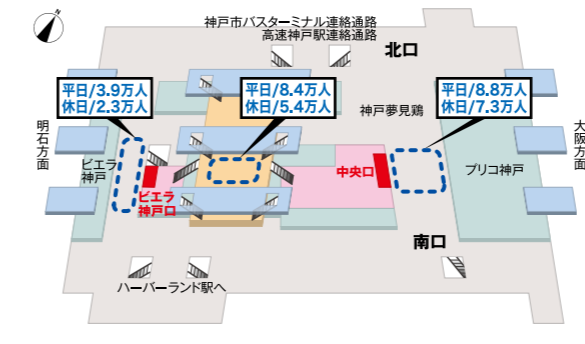 N
神戸市バスターミナル連絡通路
高速神戸駅連絡通路
北口
平日/3.9万人
休日/2.3万人
平日/8.4万人
休日/5.4万人
平日/8.8万人
休日/7.3万人
神戸夢見鶏
明石方面
大阪方面
ビエラ
神戸
中央口
プリコ神戸
ビエラ
神戸口
南口
ハーバーランド駅へ